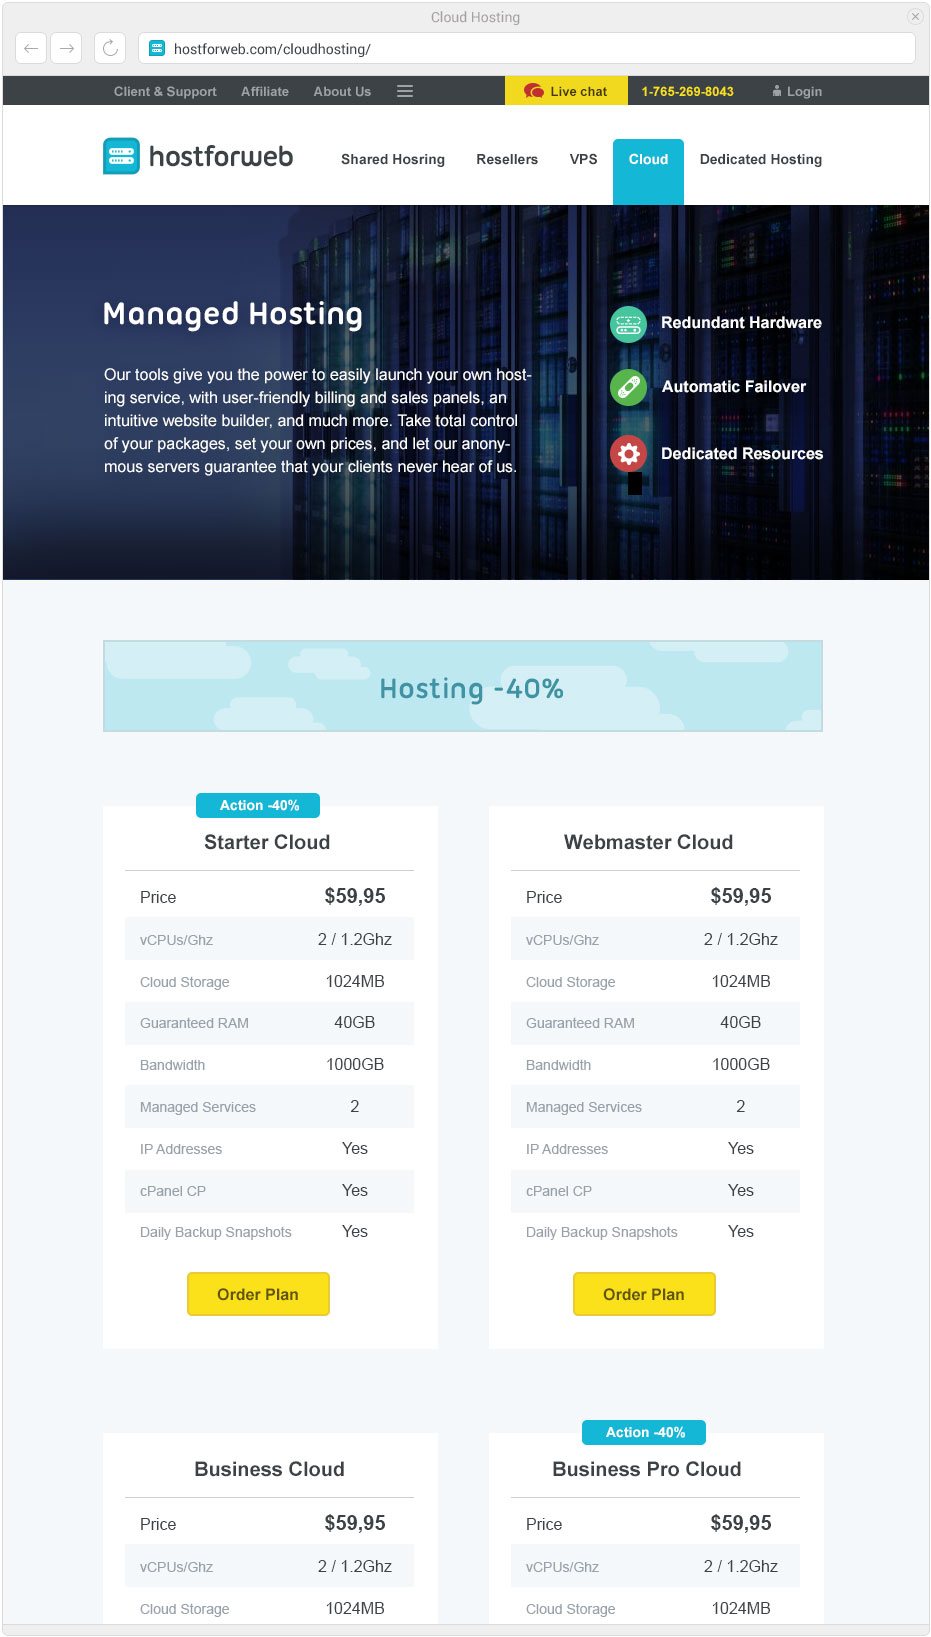 Cloud Hosting
hostforweb.com/cloudhosting/
Client & Support Affiliate About Us Live chat 1-765-269-8043 Login
hostforweb Shared Hosring Resellers VPS Cloud Dedicated Hosting
Managed Hosting
Our tools give you the power to easily launch your own host-
ing service, with user-friendly billing and sales panels, an
intuitive website builder, and much more. Take total control
of your packages, set your own prices, and let our anony-
mous servers guarantee that your clients never hear of us.
Redundant Hardware
Automatic Failover
Dedicated Resources
Hosting -40%
Action -40%
Starter Cloud
Price $59,95
vCPUs/Ghz 2 / 1.2Ghz
Cloud Storage 1024MB
Guaranteed RAM 40GB
Bandwidth 1000GB
Managed Services 2
IP Addresses Yes
cPanel CP Yes
Daily Backup Snapshots Yes
Order Plan
Webmaster Cloud
Price $59,95
vCPUs/Ghz 2 / 1.2Ghz
Cloud Storage 1024MB
Guaranteed RAM 40GB
Bandwidth 1000GB
Managed Services 2
IP Addresses Yes
cPanel CP Yes
Daily Backup Snapshots Yes
Order Plan
Business Cloud
Price $59,95
vCPUs/Ghz 2 / 1.2Ghz
Cloud Storage 1024MB
Action -40%
Business Pro Cloud
Price $59,95
vCPUs/Ghz 2 / 1.2Ghz
Cloud Storage 1024MB